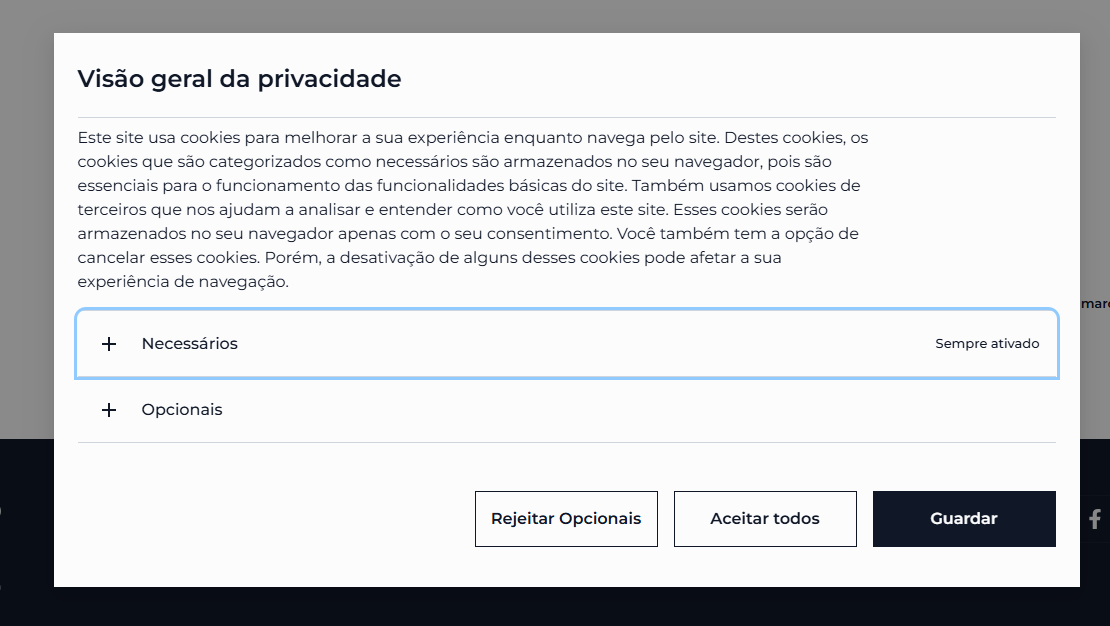 Visão geral da privacidade
Este site usa cookies para melhorar a sua experiência enquanto navega pelo site. Destes cookies, os
cookies que são categorizados como necessários são armazenados no seu navegador, pois são
essenciais para o funcionamento das funcionalidades básicas do site. Também usamos cookies de
terceiros que nos ajudam a analisar e entender como você utiliza este site. Esses cookies serão
armazenados no seu navegador apenas com o seu consentimento. Você também tem a opção de
cancelar esses cookies. Porém, a desativação de alguns desses cookies pode afetar a sua
experiência de navegação.
Necessários Sempre ativado
Opcionais
Rejeitar Opcionais Aceitar todos Guardar